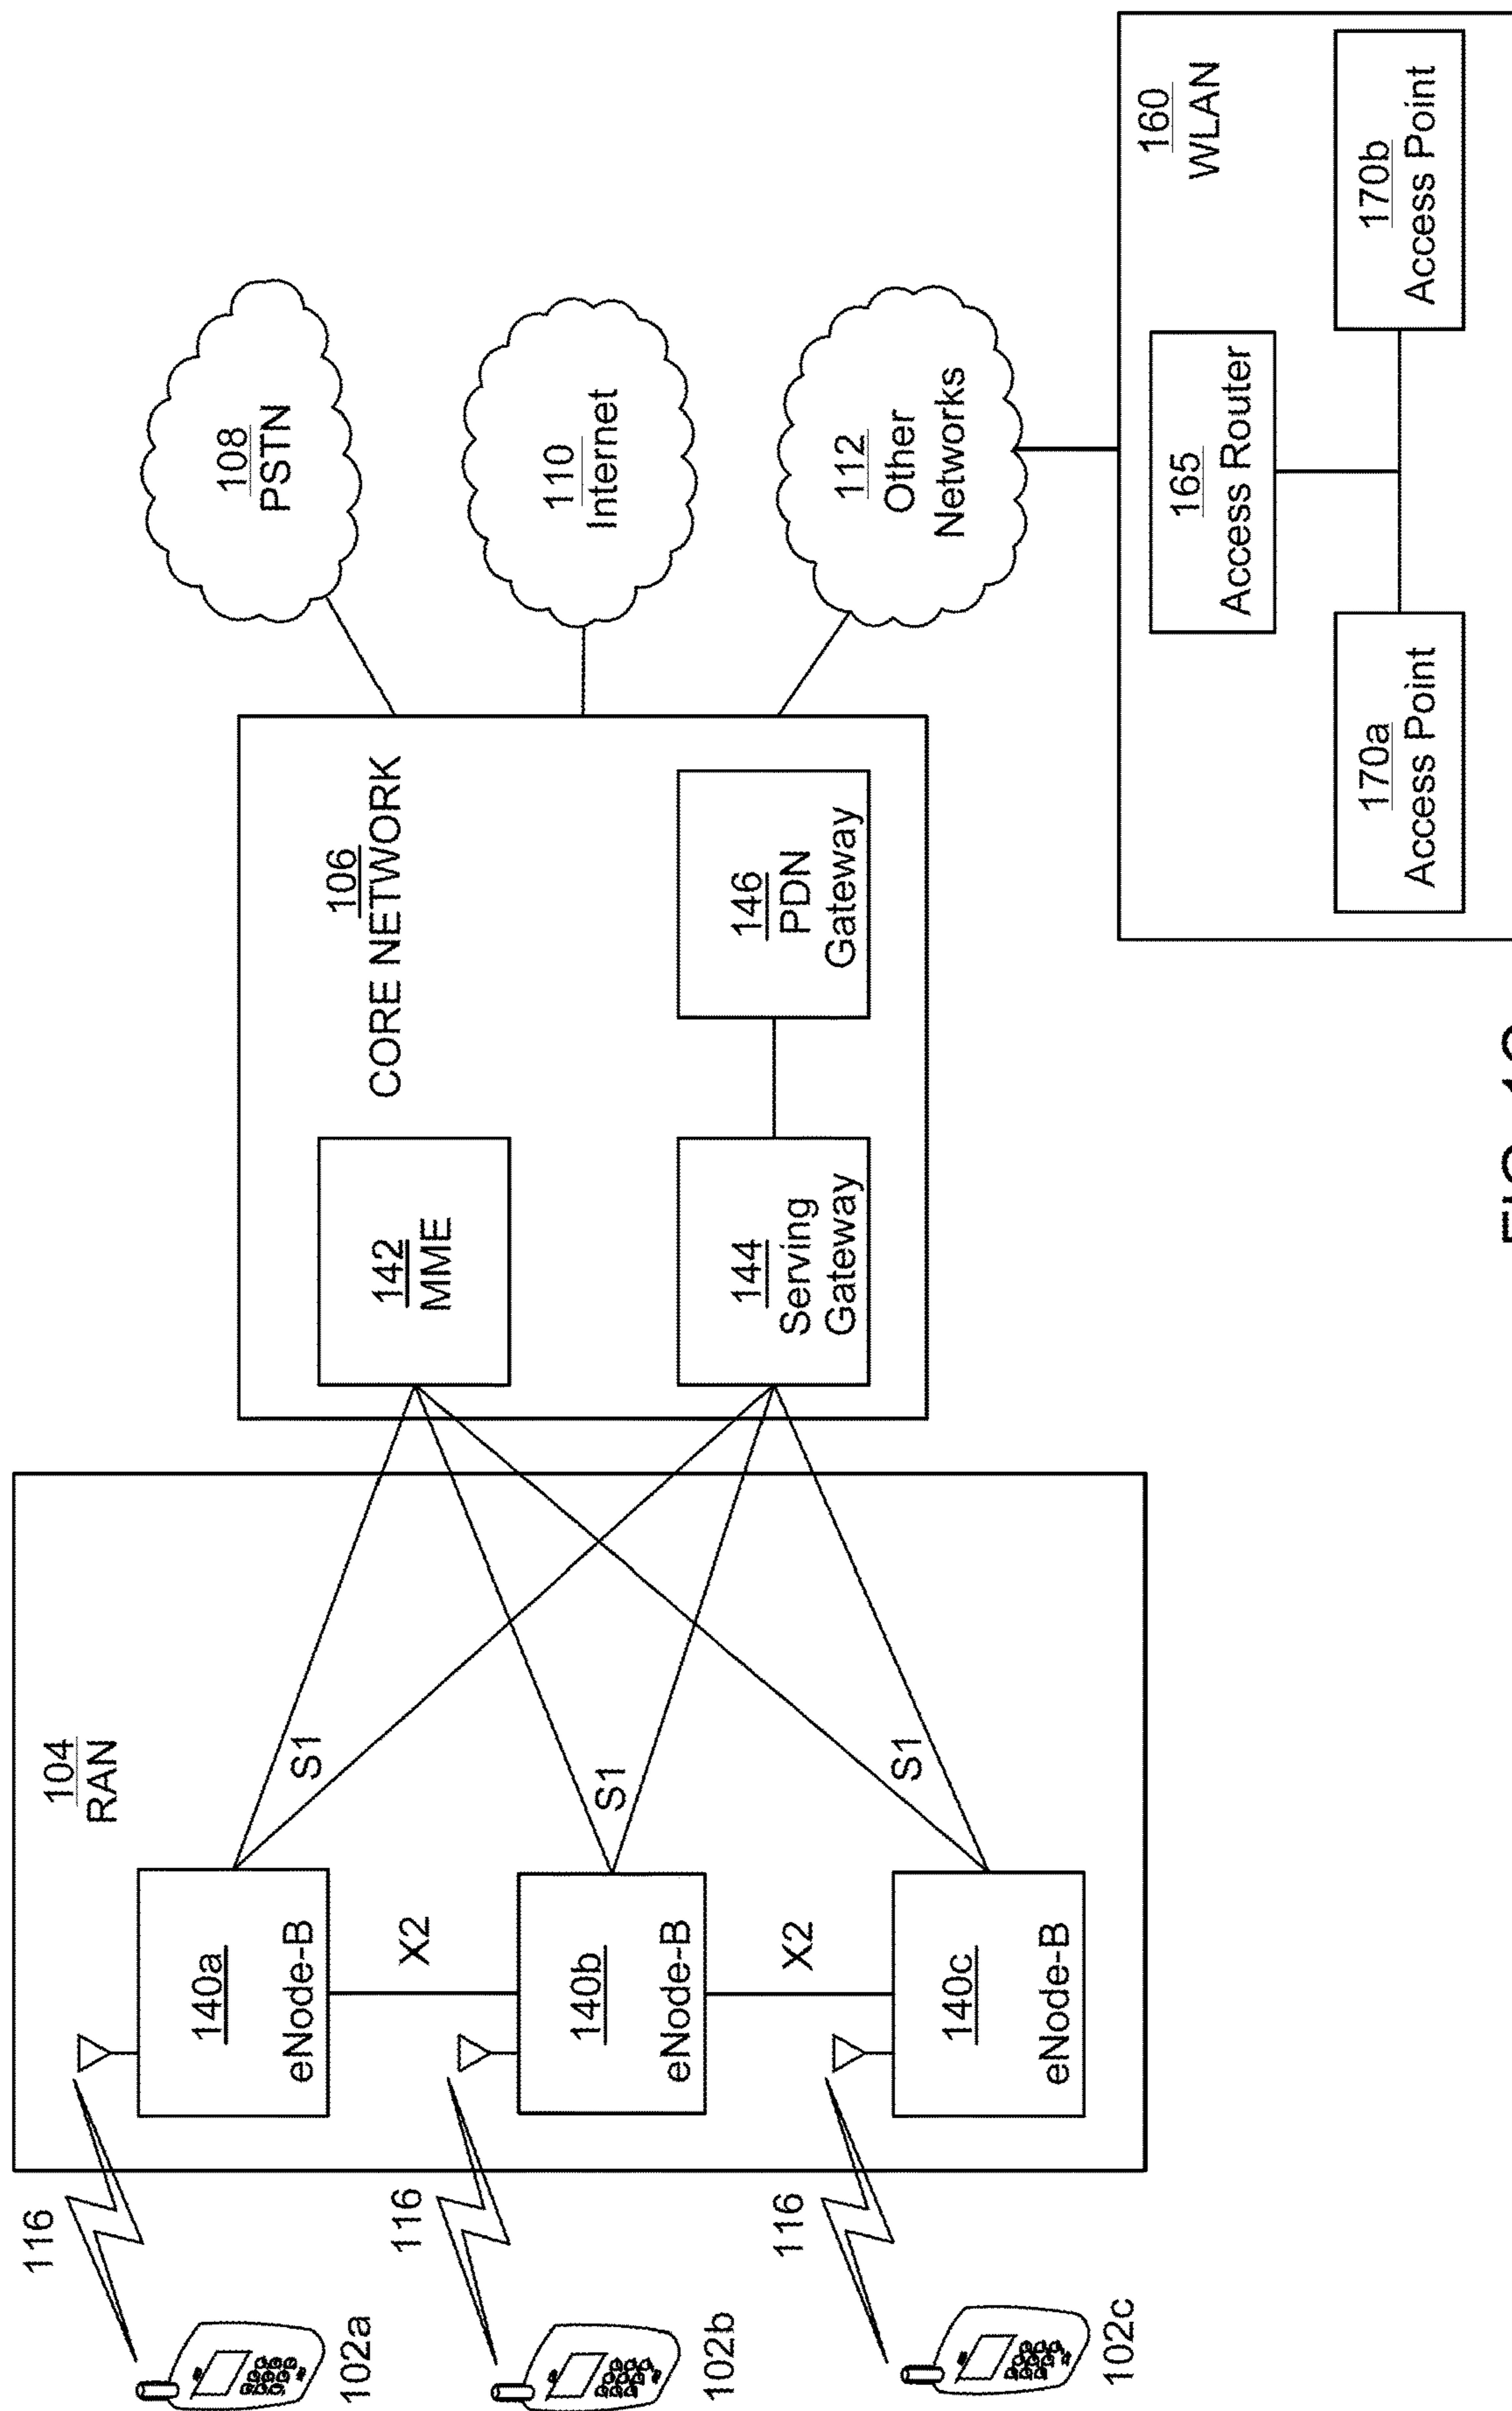 116
102a
116
102b
116
102c
104
RAN
140a
eNode-B
X2
140b
eNode-B
X2
140c
eNode-B
S1
S1
S1
106
CORE NETWORK
142
MME
144
Serving
Gateway
146
PDN
Gateway
108
PSTN
110
Internet
112
Other
Networks
160
WLAN
165
Access Router
170a
Access Point
170b
Access Point